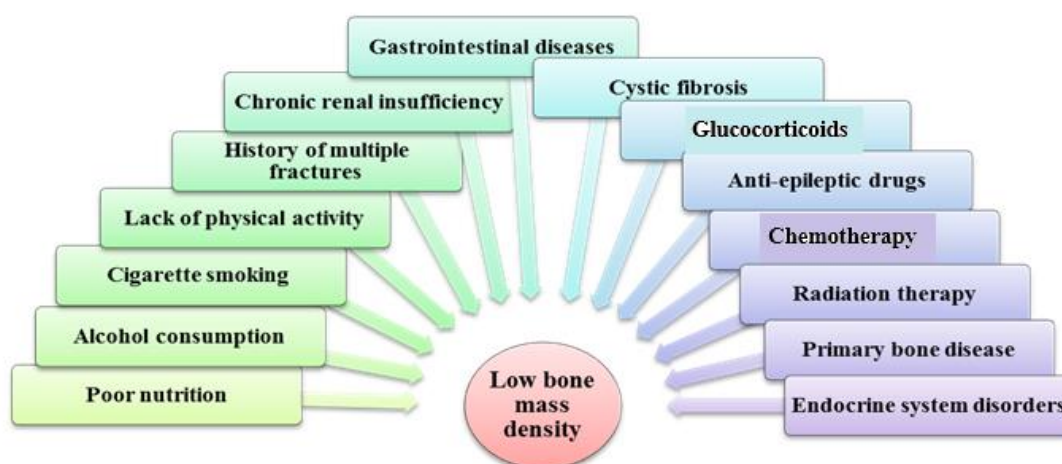 Gastrointestinal diseases
Cystic fibrosis
Chronic renal insufficiency
Glucocorticoids
History of multiple
fractures
Anti-epileptic drugs
Lack of physical activity
Chemotherapy
Cigarette smoking
Radiation therapy
Alcohol consumption
Primary bone disease
Poor nutrition
Endocrine system disorders
Low bone
mass
density